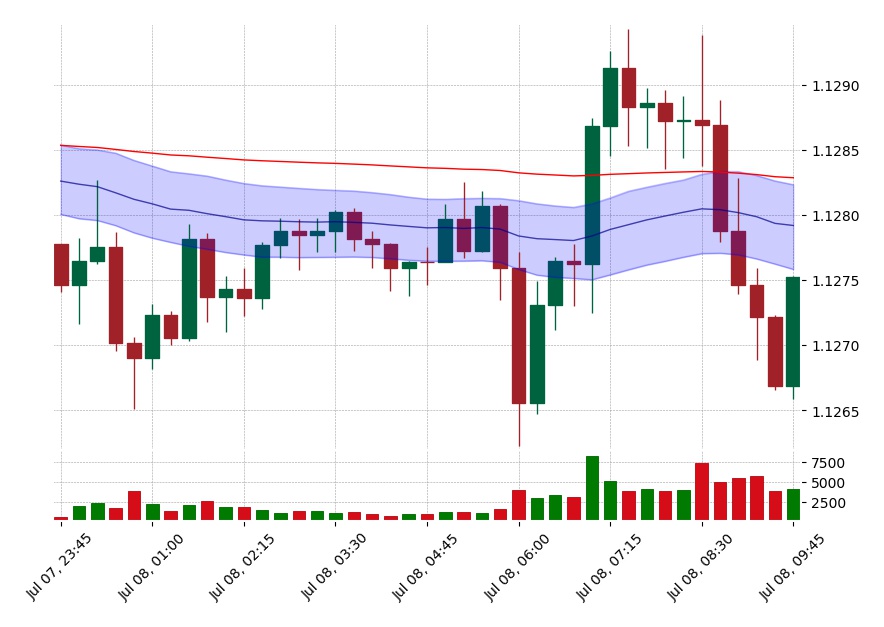 1.1290
1.1285
1.1280
1.1275
1.1270
1.1265
7500
5000
2500
Jul 07, 23:45
Jul 08, 01:00
Jul 08, 02:15
Jul 08, 03:30
Jul 08, 04:45
Jul 08, 06:00
Jul 08, 07:15
Jul 08, 08:30
Jul 08, 09:45